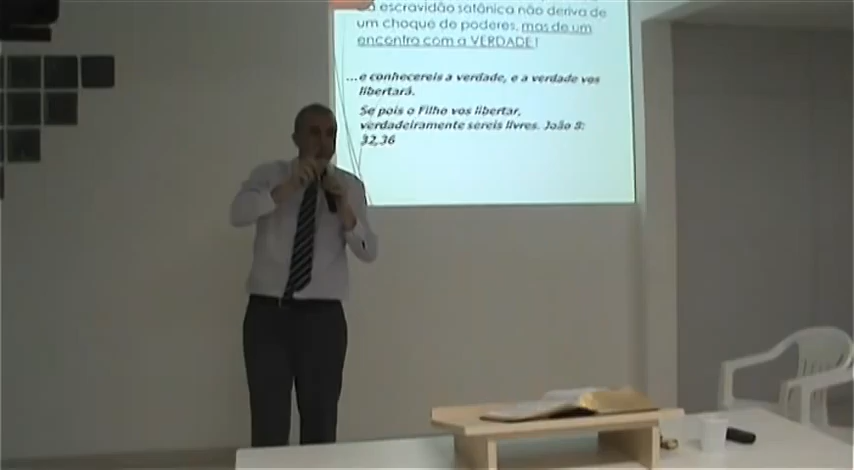 da escravidão satânica não deriva de
um choque de poderes, mas de um
encontro com a VERDADE!
...e conhecereis a verdade, e a verdade vos
libertará.
Se pois o Filho vos libertar,
verdadeiramente sereis livres. João 8:
32,36